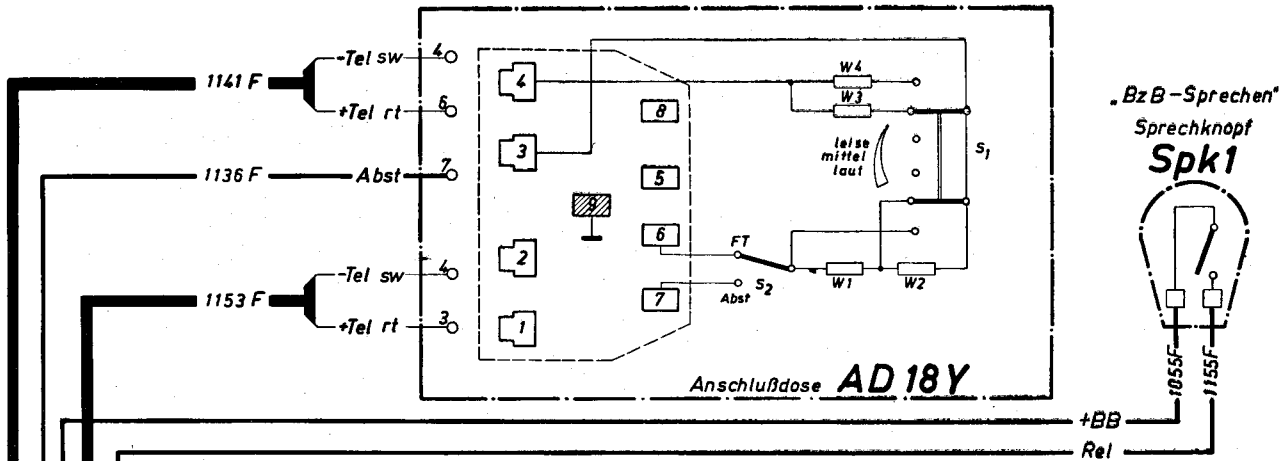 -Tel sw
4
1141 F
+Tel rt
6
1136 F
Abst
7
-Tel sw
4
1153 F
+Tel rt
3
4
3
2
1
9
8
5
6
7
W4
W3
leise
mittel
laut
S1
FT
Abst
S2
W1
W2
Anschlußdose AD 18Y
„BzB-Sprechen"
Sprechknopf
Spk1
1055F
1155F
+BB
Rel